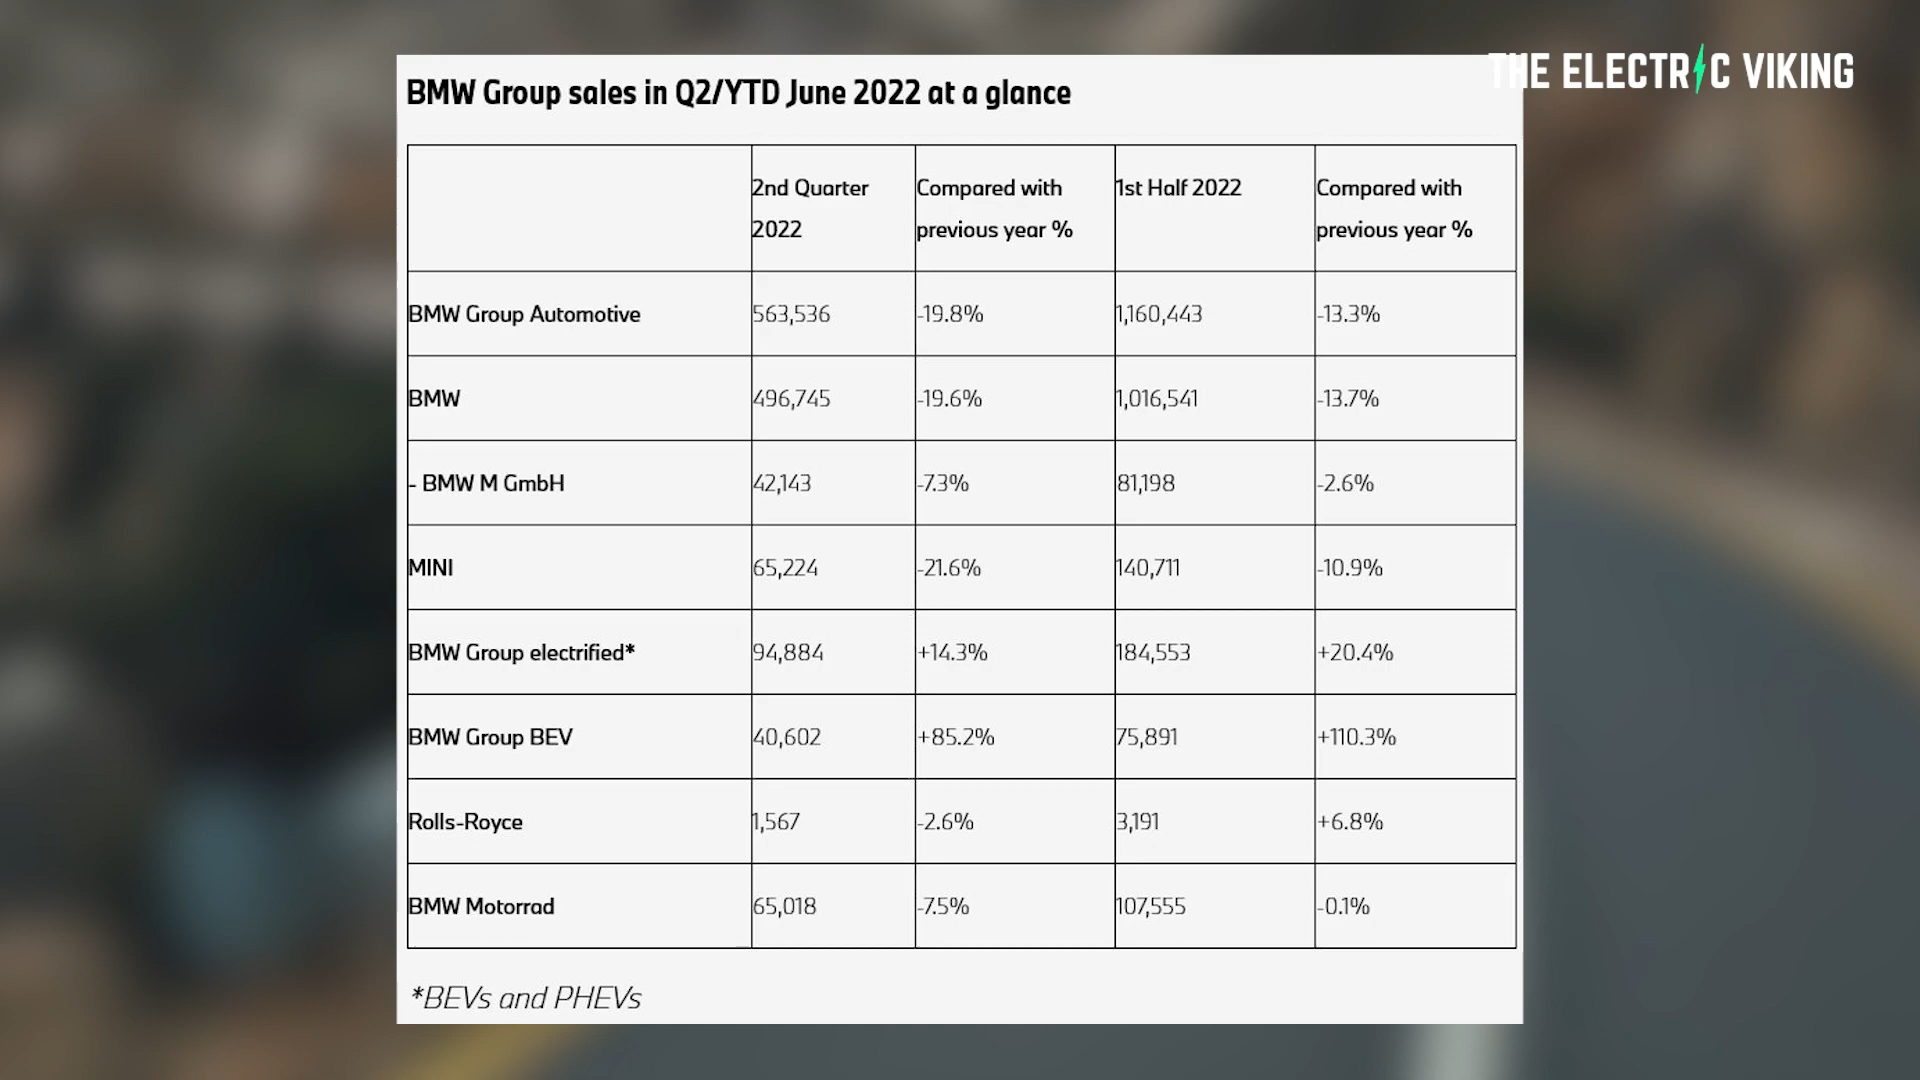 THE ELECTRIC VIKING
BMW Group sales in Q2/YTD June 2022 at a glance
2nd Quarter 2022 Compared with previous year % 1st Half 2022 Compared with previous year %
BMW Group Automotive 563,536 -19.8% 1,160,443 -13.3%
BMW 496,745 -19.6% 1,016,541 -13.7%
- BMW M GmbH 42,143 -7.3% 81,198 -2.6%
MINI 65,224 -21.6% 140,711 -10.9%
BMW Group electrified* 94,884 +14.3% 184,553 +20.4%
BMW Group BEV 40,602 +85.2% 75,891 +110.3%
Rolls-Royce 1,567 -2.6% 3,191 +6.8%
BMW Motorrad 65,018 -7.5% 107,555 -0.1%
*BEVs and PHEVs